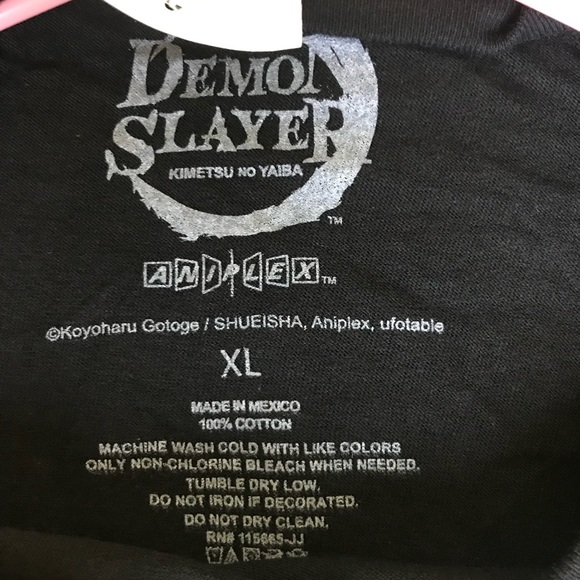 DEMON
SLAYER
KIMETSU NO YAIBA
TM
ANIPLEX TM
©Koyoharu Gotoge / SHUEISHA, Aniplex, ufotable
XL
MADE IN MEXICO
100% COTTON
MACHINE WASH COLD WITH LIKE COLORS
ONLY NON-CHLORINE BLEACH WHEN NEEDED.
TUMBLE DRY LOW.
DO NOT IRON IF DECORATED.
DO NOT DRY CLEAN.
RN# 115885-JJ